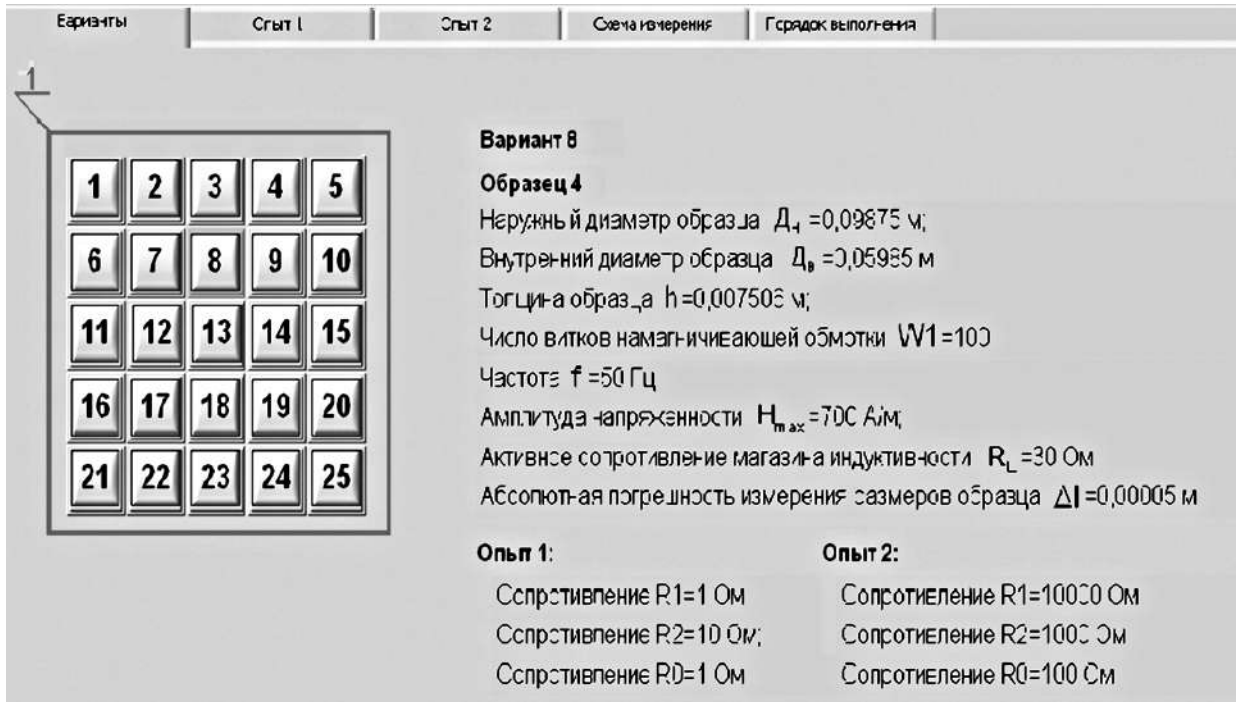 Варианты Опыт 1 Опыт 2 Схема измерения Порядок выполнения
1
1 2 3 4 5
6 7 8 9 10
11 12 13 14 15
16 17 18 19 20
21 22 23 24 25
Вариант 8
Образец 4
Наружный диаметр образца Дн =0,09875 м;
Внутренний диаметр образца Дв =0,05985 м
Толщина образца h=0,007506 м;
Число витков намагничивающей обмотки W1=100
Частота f =50 Гц
Амплитуда напряженности Hmax=700 А/м;
Активное сопротивление магазина индуктивности RL =30 Ом
Абсолютная погрешность измерения размеров образца Δl =0,00005 м
Опыт 1: Опыт 2:
Сопротивление R1=1 Ом Сопротивление R1=10000 Ом
Сопротивление R2=10 Ом; Сопротивление R2=1000 Ом
Сопротивление R0=1 Ом Сопротивление R0=100 Ом